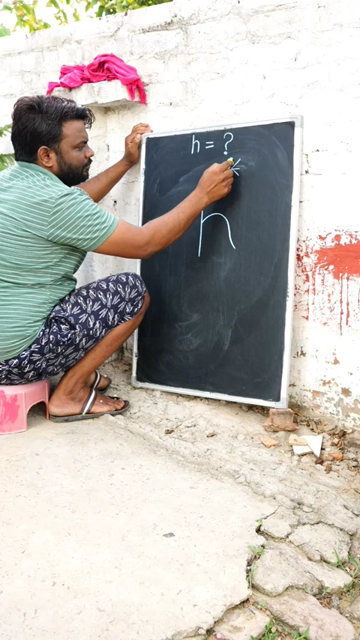 h = ?
h